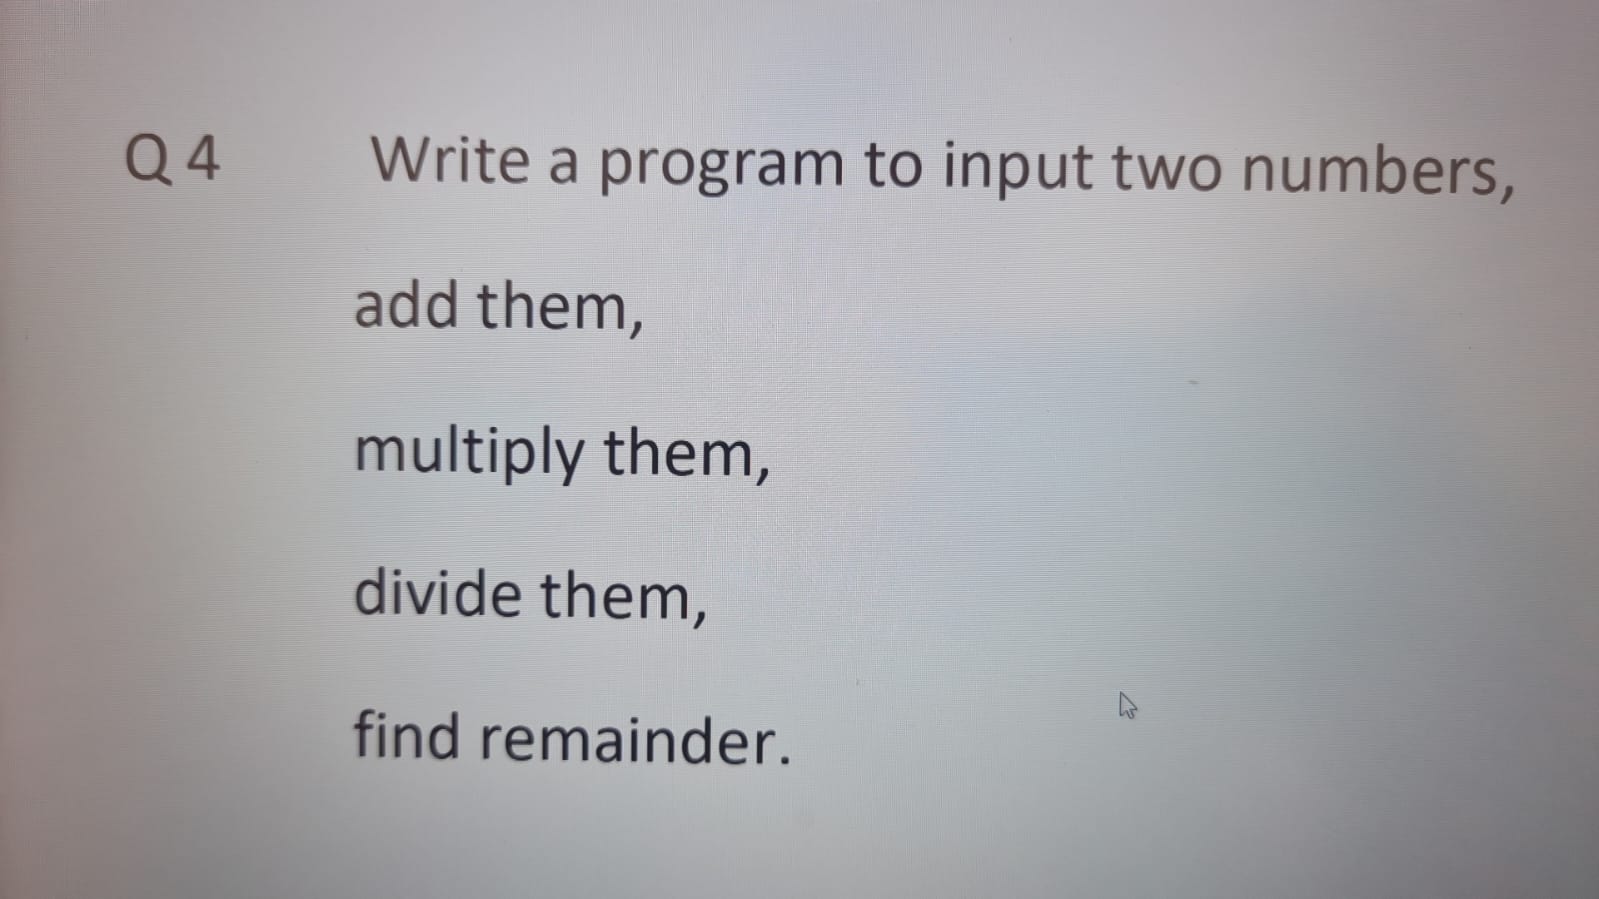 Q 4 Write a program to input two numbers,
add them,
multiply them,
divide them,
find remainder.